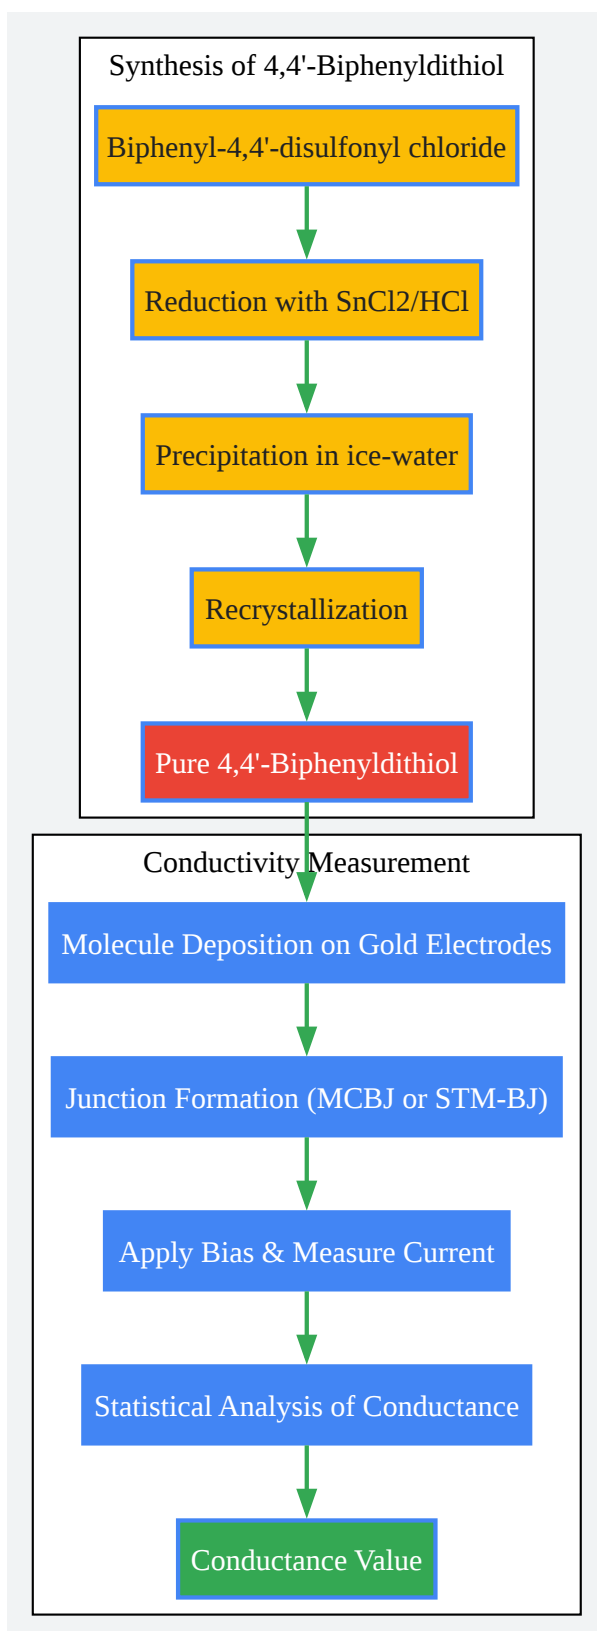 Synthesis of 4,4'-Biphenyldithiol
Biphenyl-4,4'-disulfonyl chloride
Reduction with SnCl2/HCl
Precipitation in ice-water
Recrystallization
Pure 4,4'-Biphenyldithiol
Conductivity Measurement
Molecule Deposition on Gold Electrodes
Junction Formation (MCBJ or STM-BJ)
Apply Bias & Measure Current
Statistical Analysis of Conductance
Conductance Value